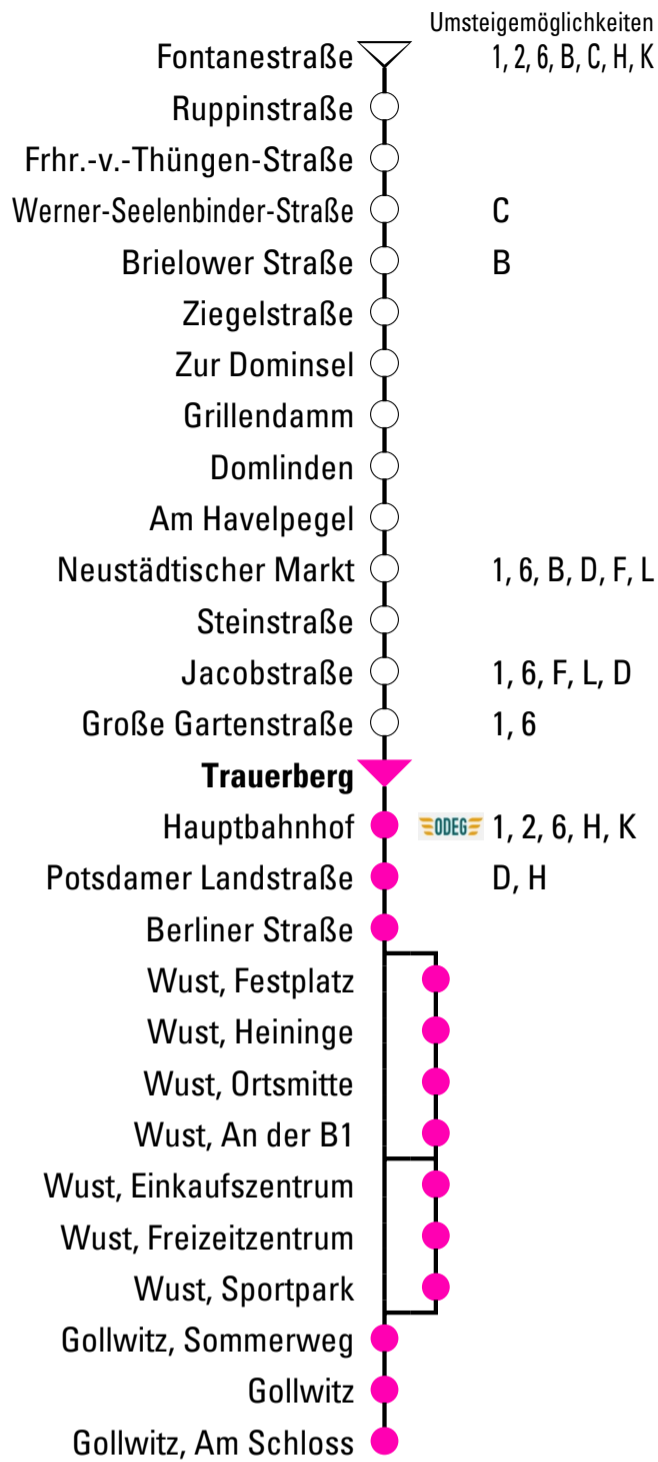 Umsteigemöglichkeiten
Fontanestraße 1, 2, 6, B, C, H, K
Ruppinstraße
Frhr.-v.-Thüngen-Straße
Werner-Seelenbinder-Straße C
Brielower Straße B
Ziegelstraße
Zur Dominsel
Grillendamm
Domlinden
Am Havelpegel
Neustädtischer Markt 1, 6, B, D, F, L
Steinstraße
Jacobstraße 1, 6, F, L, D
Große Gartenstraße 1, 6
Trauerberg
Hauptbahnhof ODEG 1, 2, 6, H, K
Potsdamer Landstraße D, H
Berliner Straße
Wust, Festplatz
Wust, Heininge
Wust, Ortsmitte
Wust, An der B1
Wust, Einkaufszentrum
Wust, Freizeitzentrum
Wust, Sportpark
Gollwitz, Sommerweg
Gollwitz
Gollwitz, Am Schloss